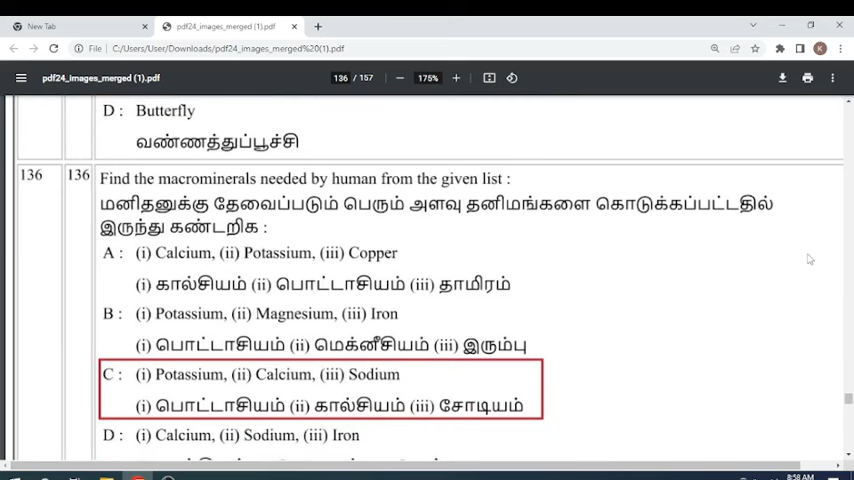 New Tab
pdf24_images_merged (1).pdf
File
C:/Users/User/Downloads/pdf24_images_merged%20(1).pdf
K
pdf24_images_merged (1).pdf
136 / 157
175%
D : Butterfly
வண்ணத்துப்பூச்சி
136 136 Find the macrominerals needed by human from the given list :
மனிதனுக்கு தேவைப்படும் பெரும் அளவு தனிமங்களை கொடுக்கப்பட்டதில்
இருந்து கண்டறிக :
A : (i) Calcium, (ii) Potassium, (iii) Copper
(i) கால்சியம் (ii) பொட்டாசியம் (iii) தாமிரம்
B : (i) Potassium, (ii) Magnesium, (iii) Iron
(i) பொட்டாசியம் (ii) மெக்னீசியம் (iii) இரும்பு
C : (i) Potassium, (ii) Calcium, (iii) Sodium
(i) பொட்டாசியம் (ii) கால்சியம் (iii) சோடியம்
D : (i) Calcium, (ii) Sodium, (iii) Iron
8:58 AM